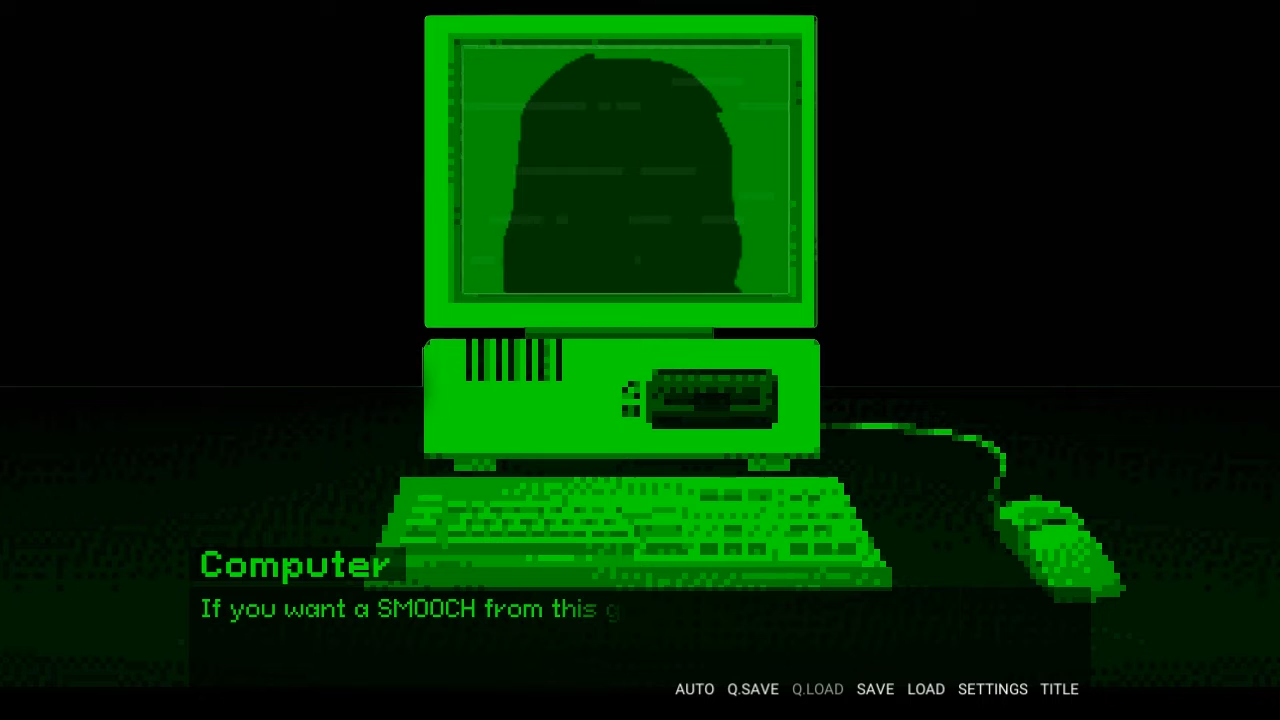 Computer
If you want a SMOOCH from this g
AUTO Q.SAVE Q.LOAD SAVE LOAD SETTINGS TITLE